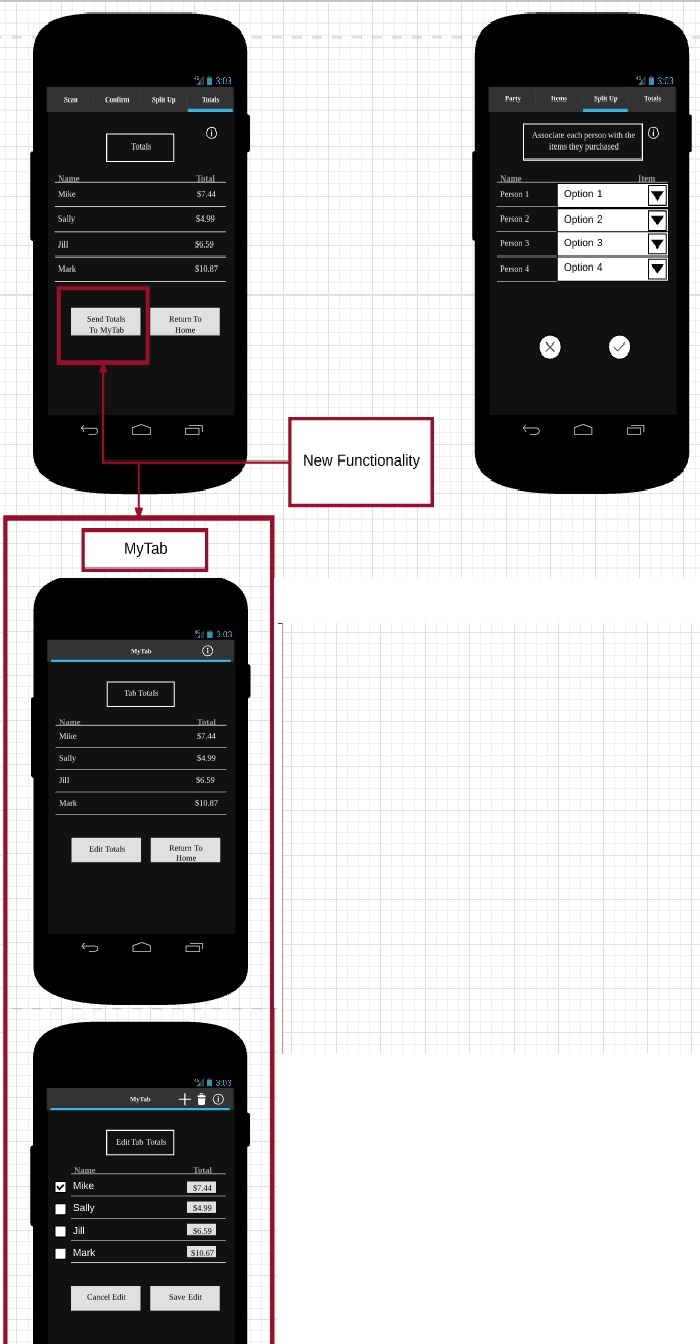 3:03
Scan Confirm Split Up Totals
Totals
Name Total
Mike $7.44
Sally $4.99
Jill $6.59
Mark $10.87
Send Totals
To MyTab
Return To
Home
3:03
Party Items Split Up Totals
Associate each person with the
items they purchased
Name Item
Person 1 Option 1
Person 2 Option 2
Person 3 Option 3
Person 4 Option 4
New Functionality
MyTab
3:03
MyTab
Tab Totals
Name Total
Mike $7.44
Sally $4.99
Jill $6.59
Mark $10.87
Edit Totals
Return To
Home
3:03
MyTab
Edit Tab Totals
Name Total
Mike $7.44
Sally $4.99
Jill $6.59
Mark $10.67
Cancel Edit Save Edit